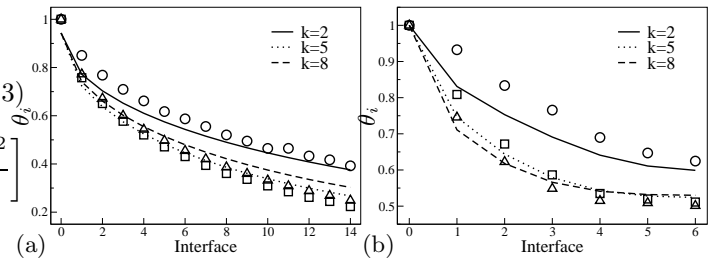 3)
2
1
θi
1
0.8
0.6
0.4
0.2
k=2
k=5
k=8
0 2 4 6 8 10 12 14
Interface
(a)
θi
1
0.9
0.8
0.7
0.6
0.5
k=2
k=5
k=8
0 1 2 3 4 5 6
Interface
(b)